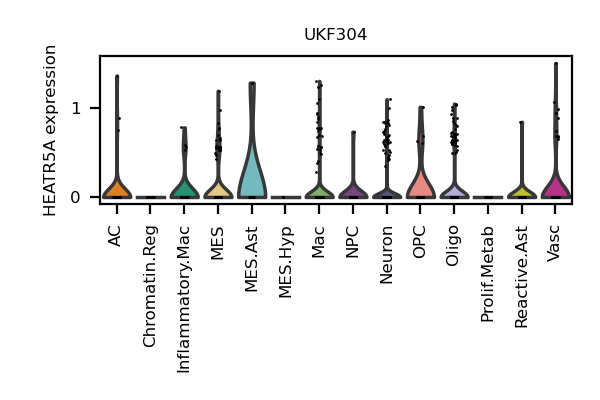 UKF304
HEATR5A expression
1
0
AC
Chromatin.Reg
Inflammatory.Mac
MES
MES.Ast
MES.Hyp
Mac
NPC
Neuron
OPC
Oligo
Prolif.Metab
Reactive.Ast
Vasc